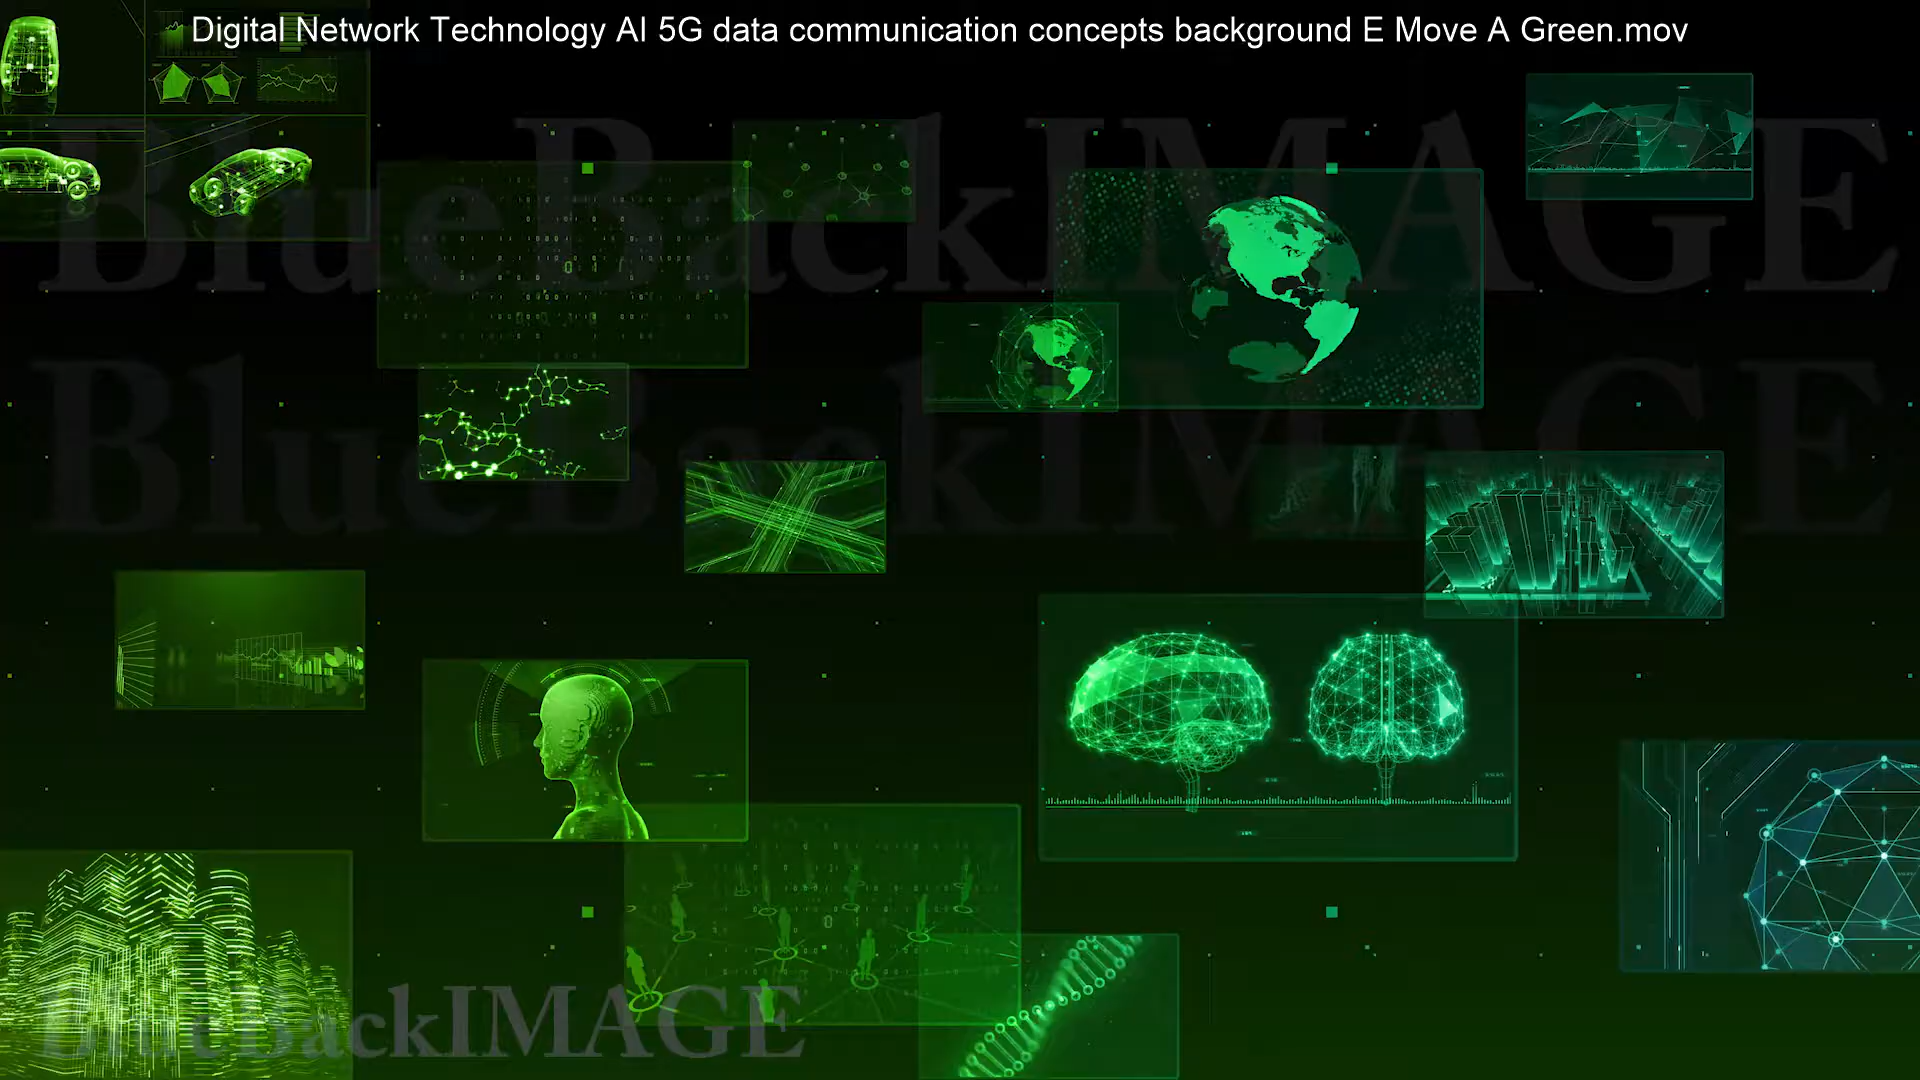 Digital Network Technology AI 5G data communication concepts background E Move A Green.mov
BlueBackIMAGE
BlueBackIMAGE
BlueBackIMAGE